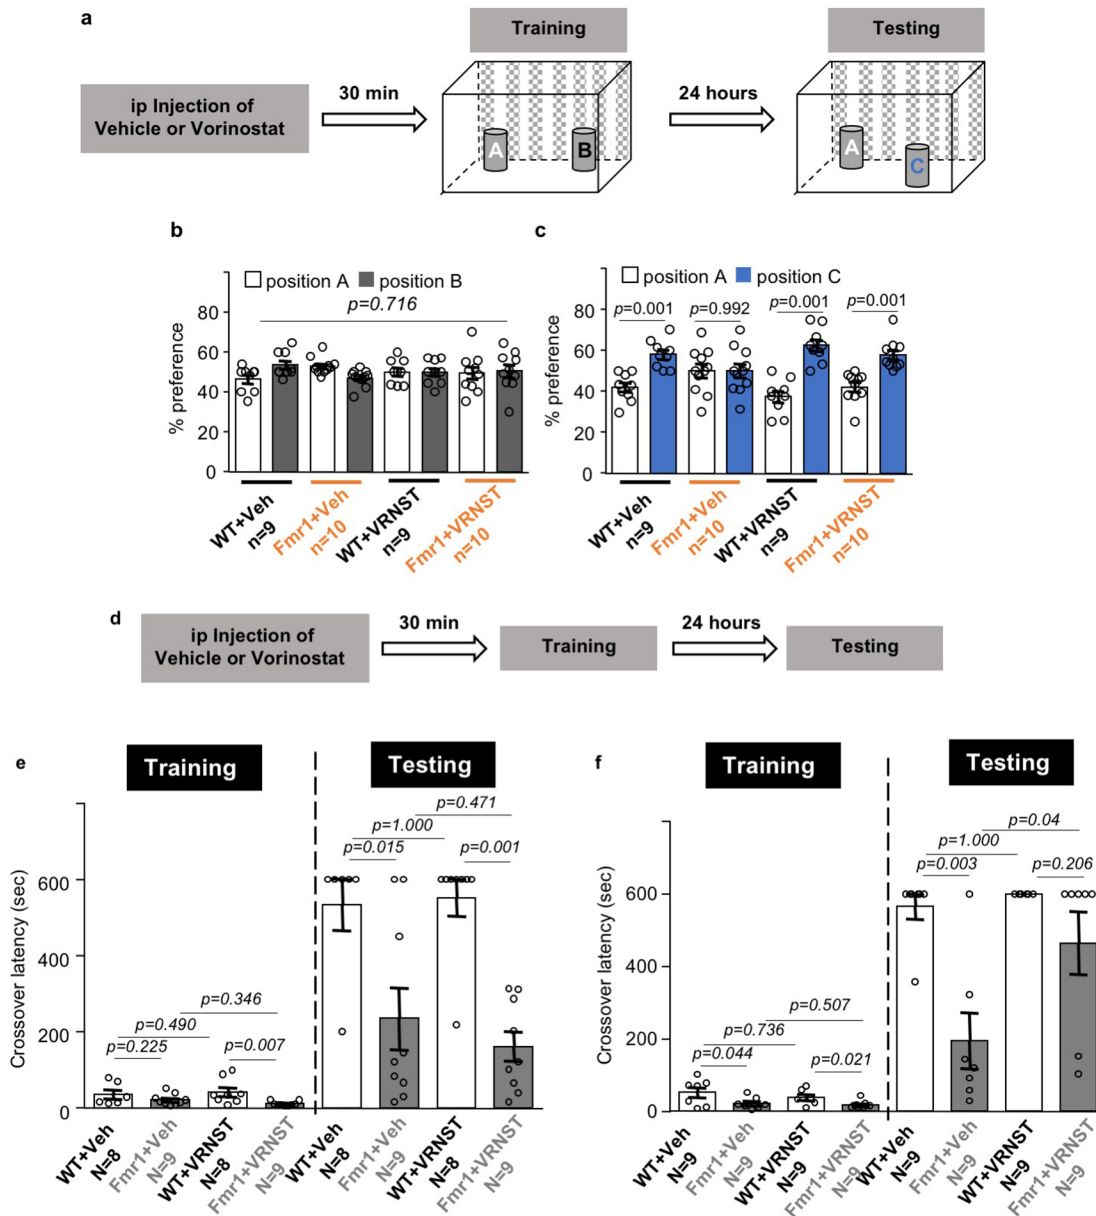 a
Training
Testing
ip Injection of
Vehicle or Vorinostat
30 min
24 hours
A
B
A
C
b
position A
position B
p=0.716
% preference
80
60
40
20
0
WT+Veh
n=9
Fmr1+Veh
n=10
WT+VRNST
n=9
Fmr1+VRNST
n=10
c
position A
position C
p=0.001
p=0.992
p=0.001
p=0.001
% preference
80
60
40
20
0
WT+Veh
n=9
Fmr1+Veh
n=10
WT+VRNST
n=9
Fmr1+VRNST
n=10
d
ip Injection of
Vehicle or Vorinostat
30 min
Training
24 hours
Testing
e
Training
Testing
p=0.471
p=1.000
p=0.015
p=0.001
p=0.346
p=0.490
p=0.225
p=0.007
Crossover latency (sec)
600
400
200
0
WT+Veh
N=8
Fmr1+Veh
N=9
WT+VRNST
N=8
Fmr1+VRNST
N=9
WT+Veh
N=8
Fmr1+Veh
N=9
WT+VRNST
N=8
Fmr1+VRNST
N=9
f
Training
Testing
p=0.04
p=1.000
p=0.003
p=0.206
p=0.507
p=0.736
p=0.044
p=0.021
Crossover latency (sec)
600
400
200
0
WT+Veh
N=9
Fmr1+Veh
N=9
WT+VRNST
N=9
Fmr1+VRNST
N=9
WT+Veh
N=9
Fmr1+Veh
N=9
WT+VRNST
N=9
Fmr1+VRNST
N=9